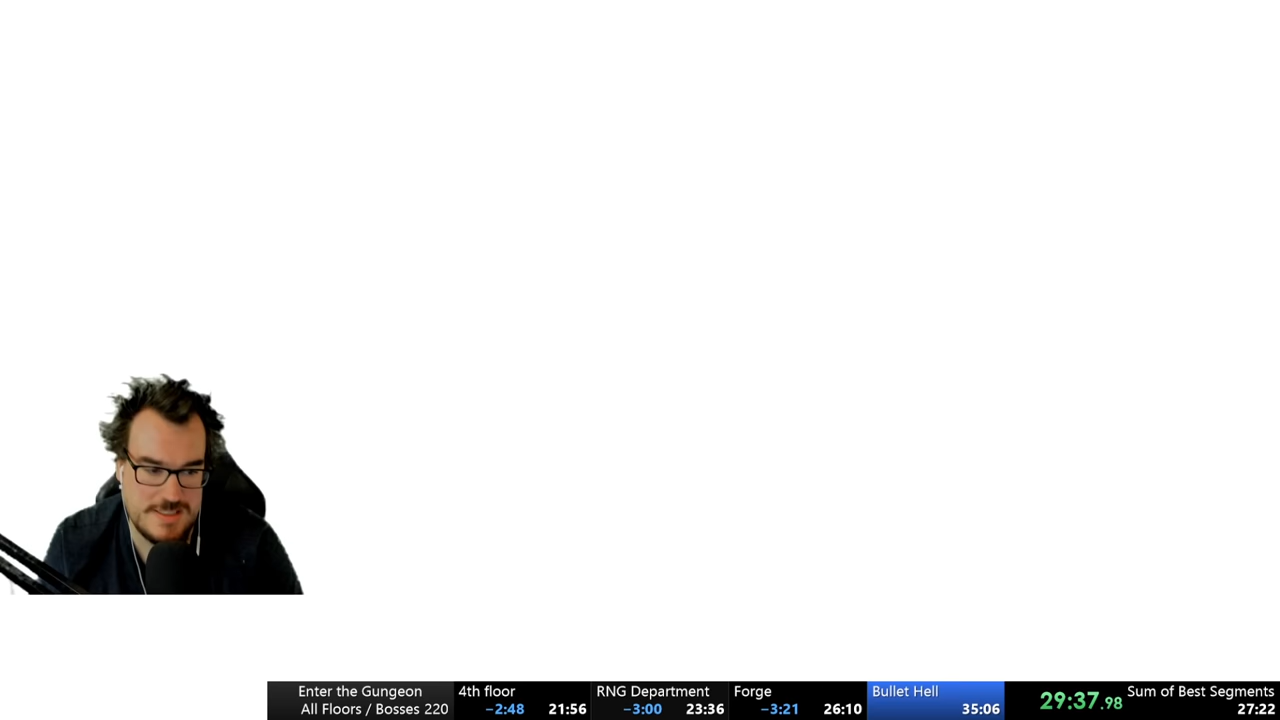 Enter the Gungeon
All Floors / Bosses 220
4th floor
−2:48 21:56
RNG Department
−3:00 23:36
Forge
−3:21 26:10
Bullet Hell
35:06
29:37.98
Sum of Best Segments
27:22